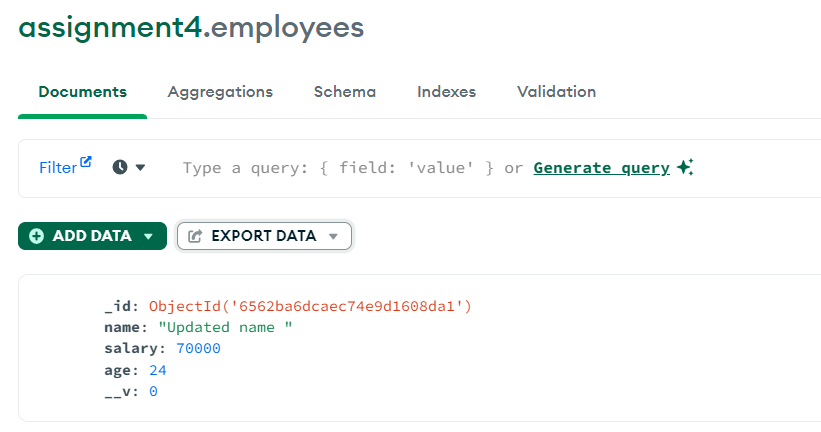 assignment4.employees
Documents Aggregations Schema Indexes Validation
Filter Type a query: { field: 'value' } or Generate query
ADD DATA EXPORT DATA
_id: ObjectId('6562ba6dcaec74e9d1608da1')
name: "Updated name "
salary: 70000
age: 24
__v: 0